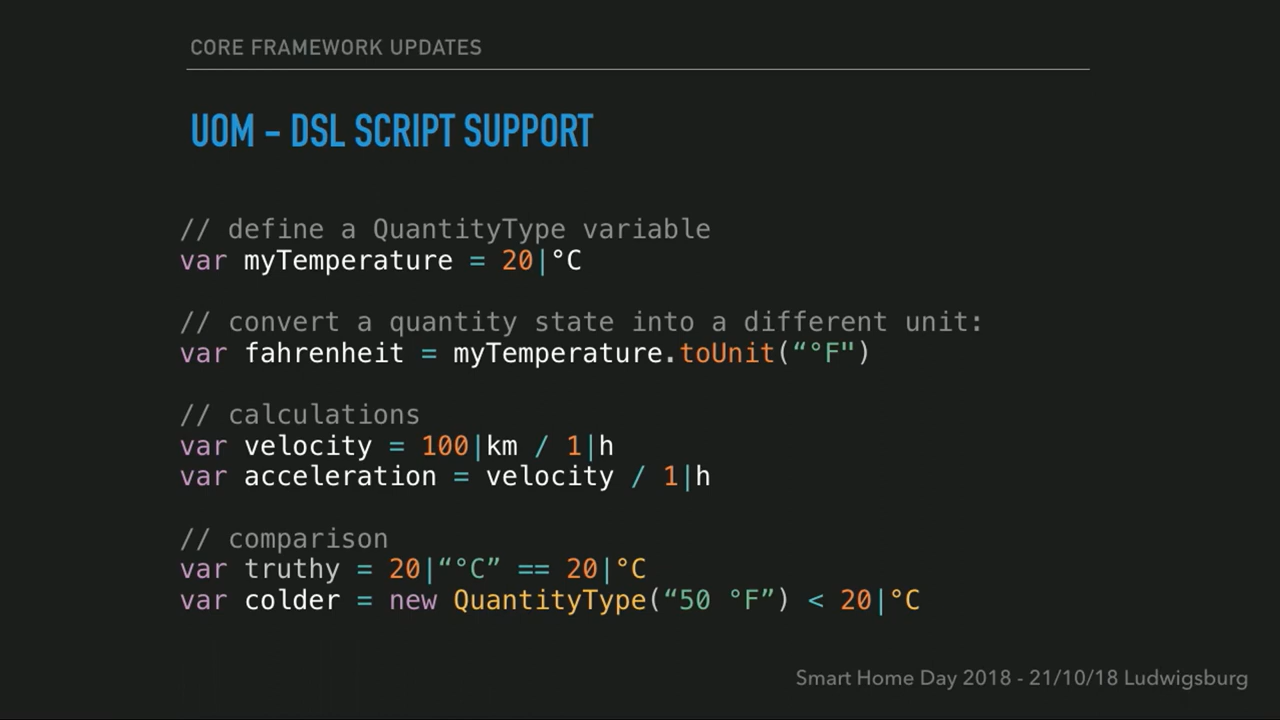 CORE FRAMEWORK UPDATES
UOM - DSL SCRIPT SUPPORT
// define a QuantityType variable
var myTemperature = 20|°C
// convert a quantity state into a different unit:
var fahrenheit = myTemperature.toUnit(“°F")
// calculations
var velocity = 100|km / 1|h
var acceleration = velocity / 1|h
// comparison
var truthy = 20|“°C” == 20|°C
var colder = new QuantityType(“50 °F”) < 20|°C
Smart Home Day 2018 - 21/10/18 Ludwigsburg